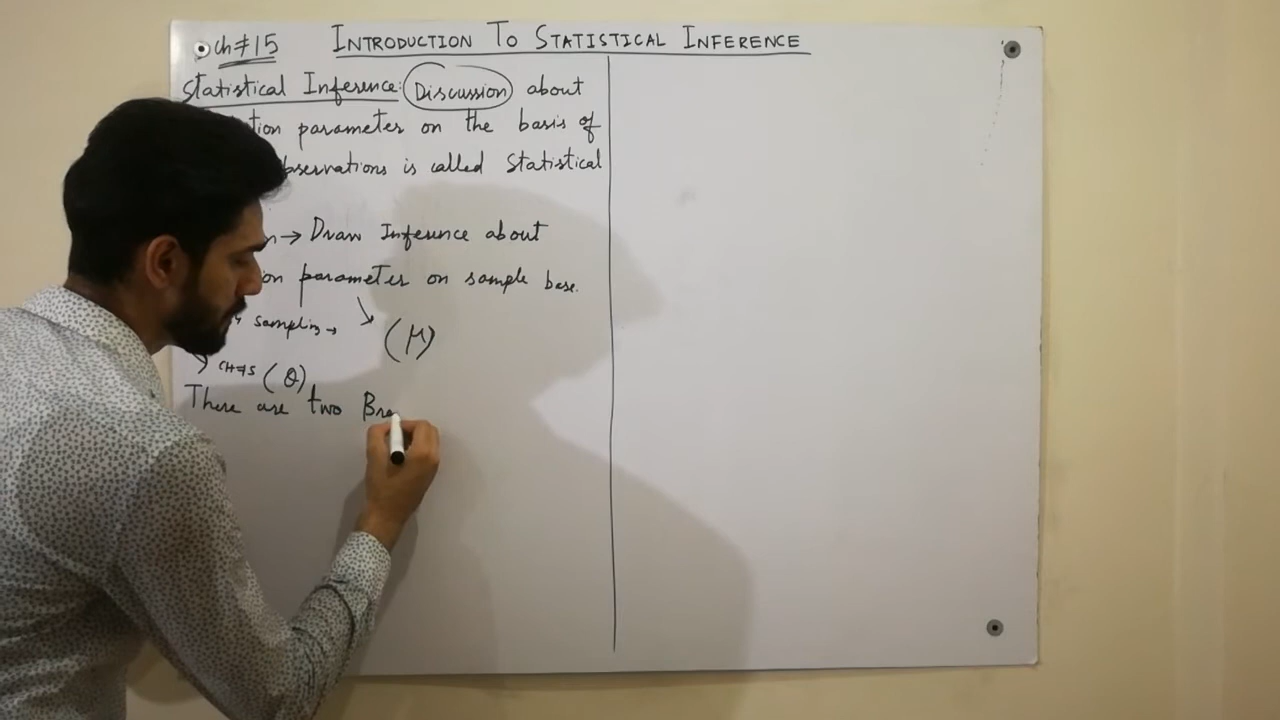 Ch#15 INTRODUCTION TO STATISTICAL INFERENCE
Statistical Inference: Discussion about
tion parameter on the basis of
bservations is called Statistical
n → Draw Inference about
on parameter on sample base.
sampling → (μ)
CH#5 (θ)
There are two Bra